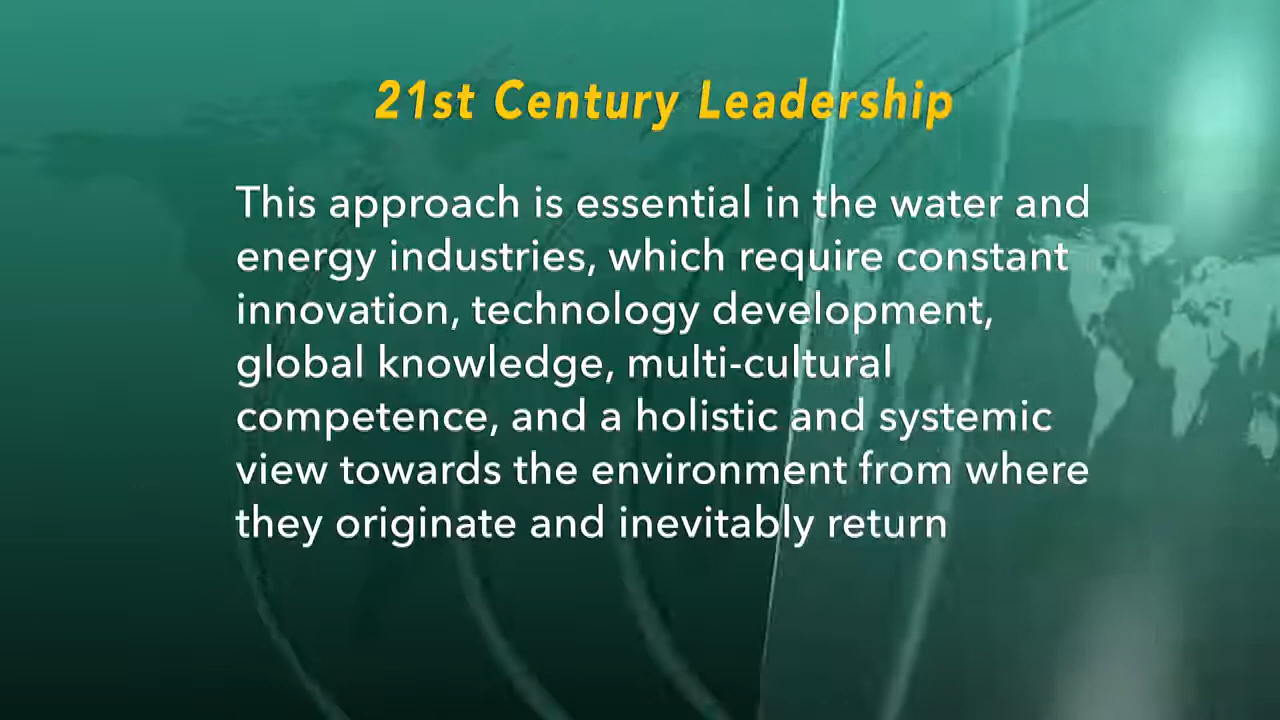 21st Century Leadership
This approach is essential in the water and
energy industries, which require constant
innovation, technology development,
global knowledge, multi-cultural
competence, and a holistic and systemic
view towards the environment from where
they originate and inevitably return